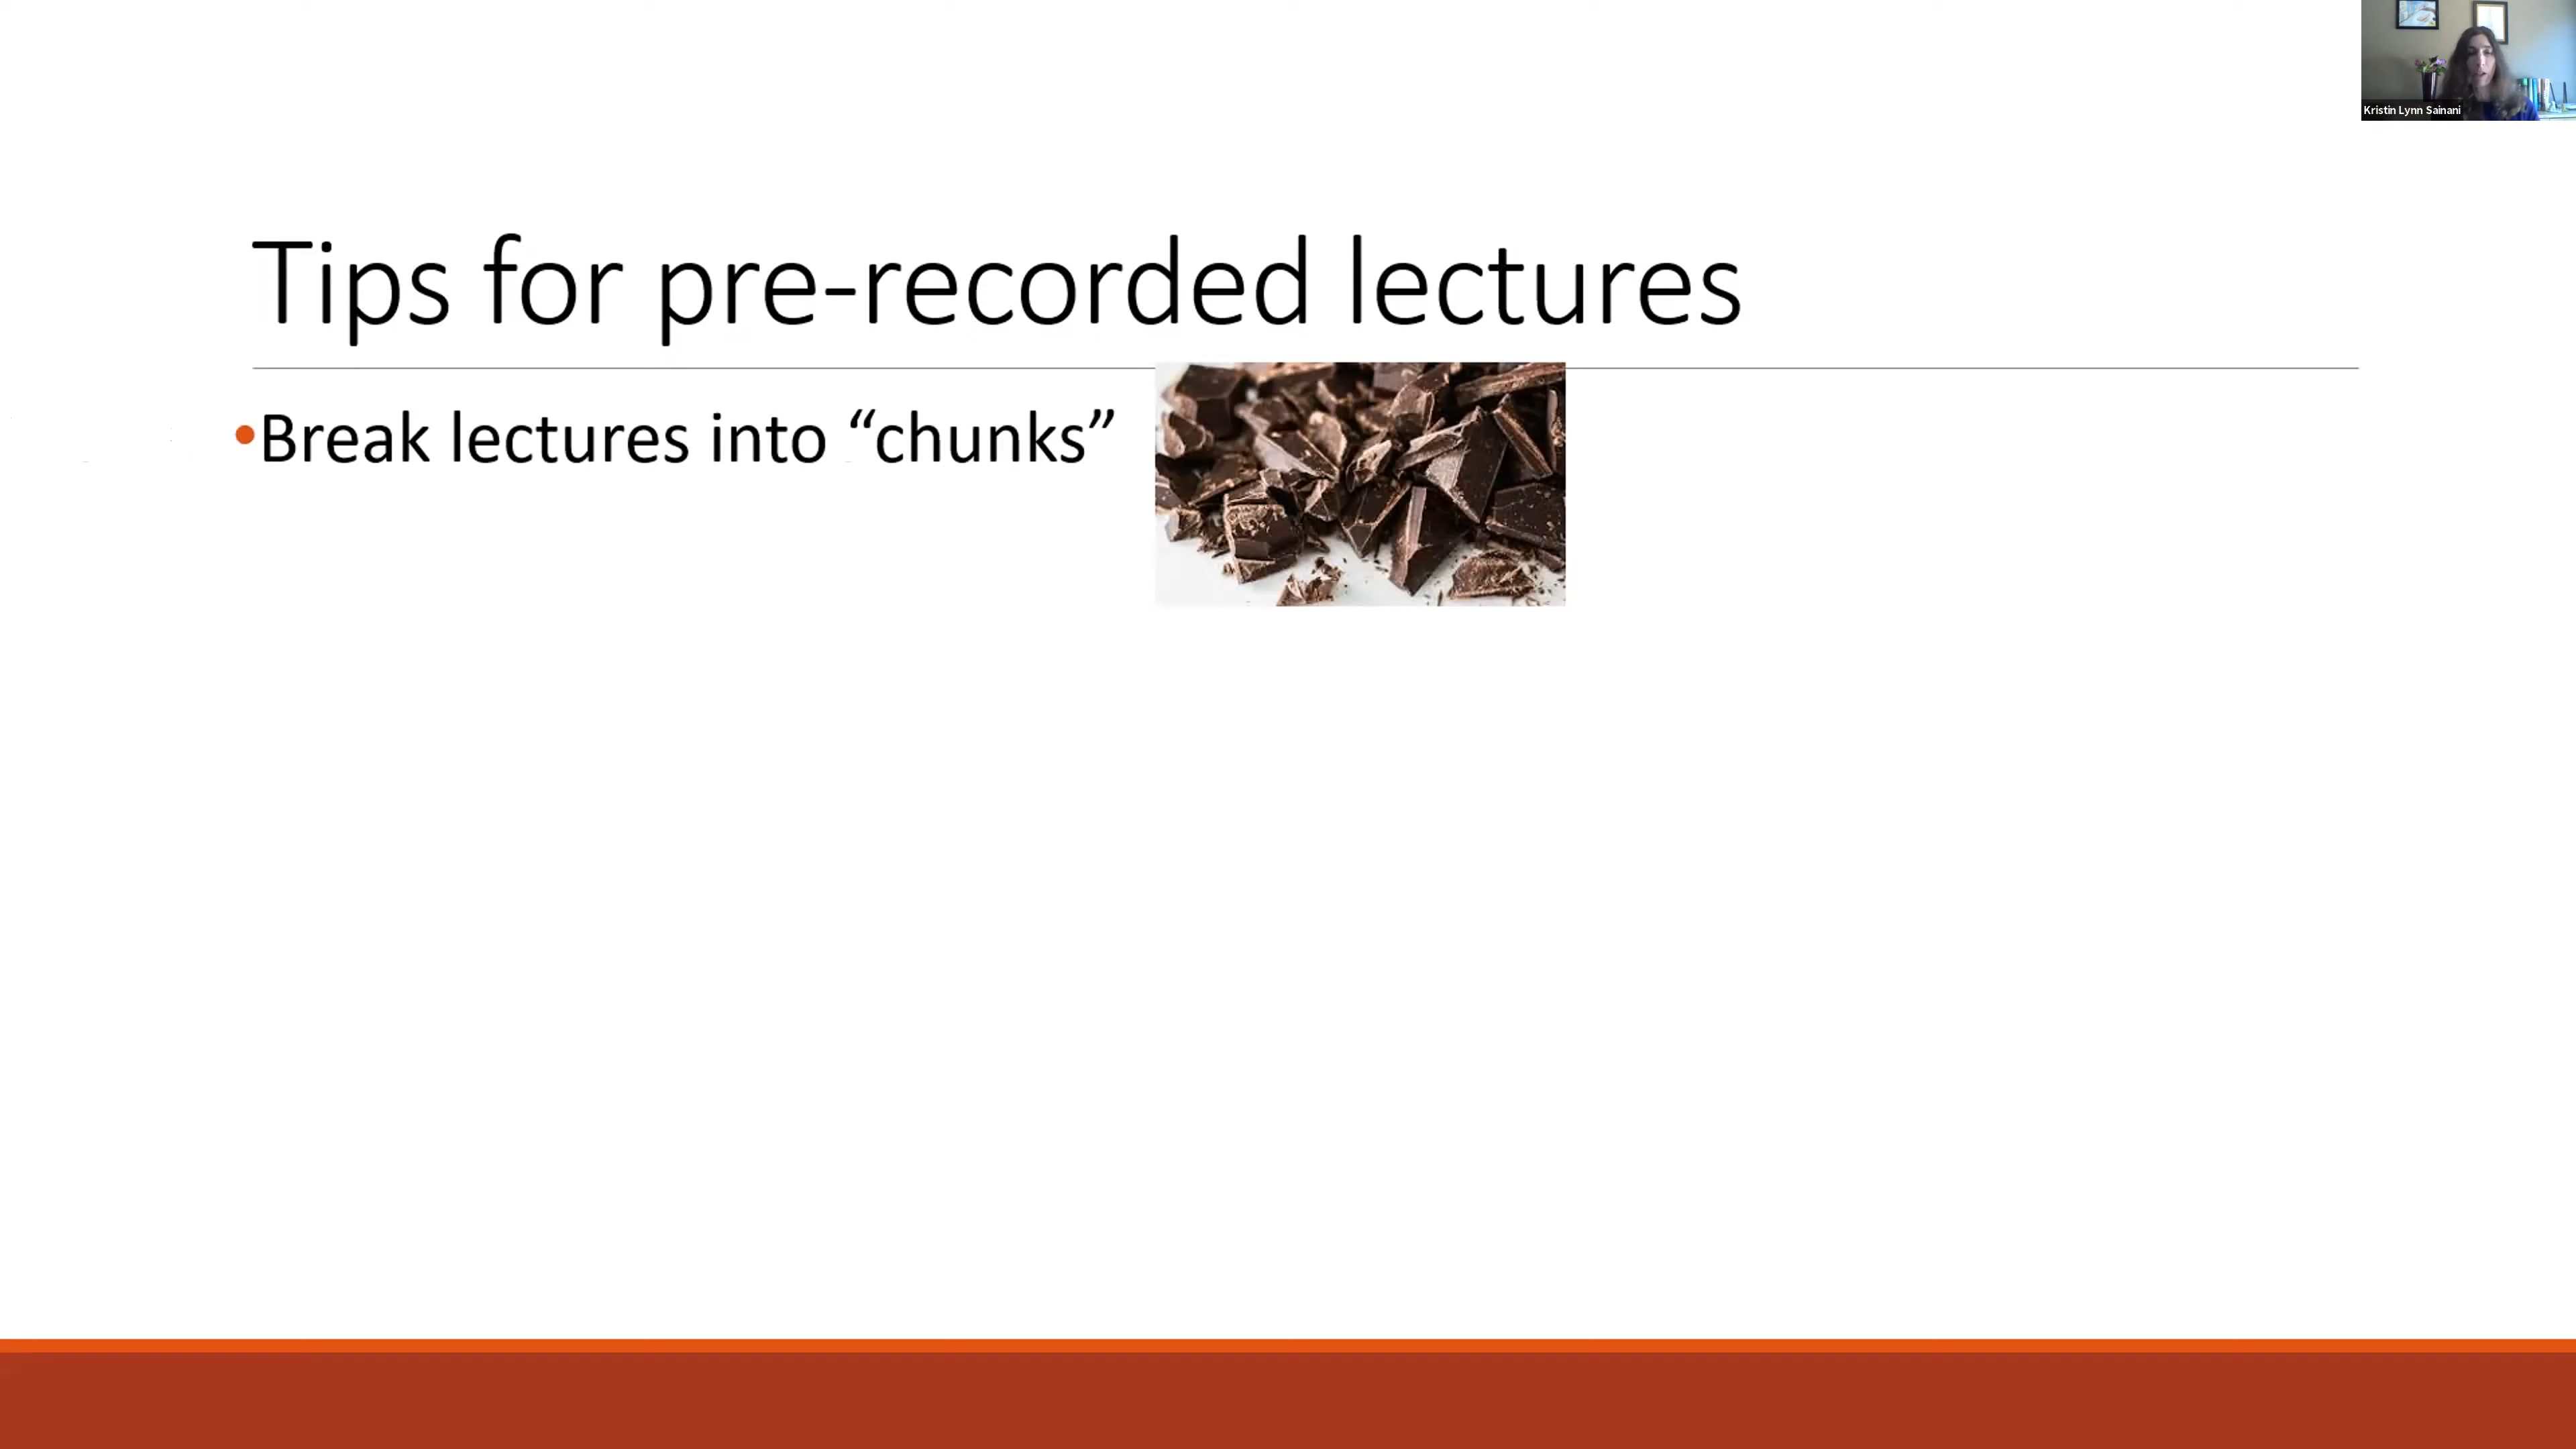 Kristin Lynn Sainani
Tips for pre-recorded lectures
•Break lectures into “chunks”